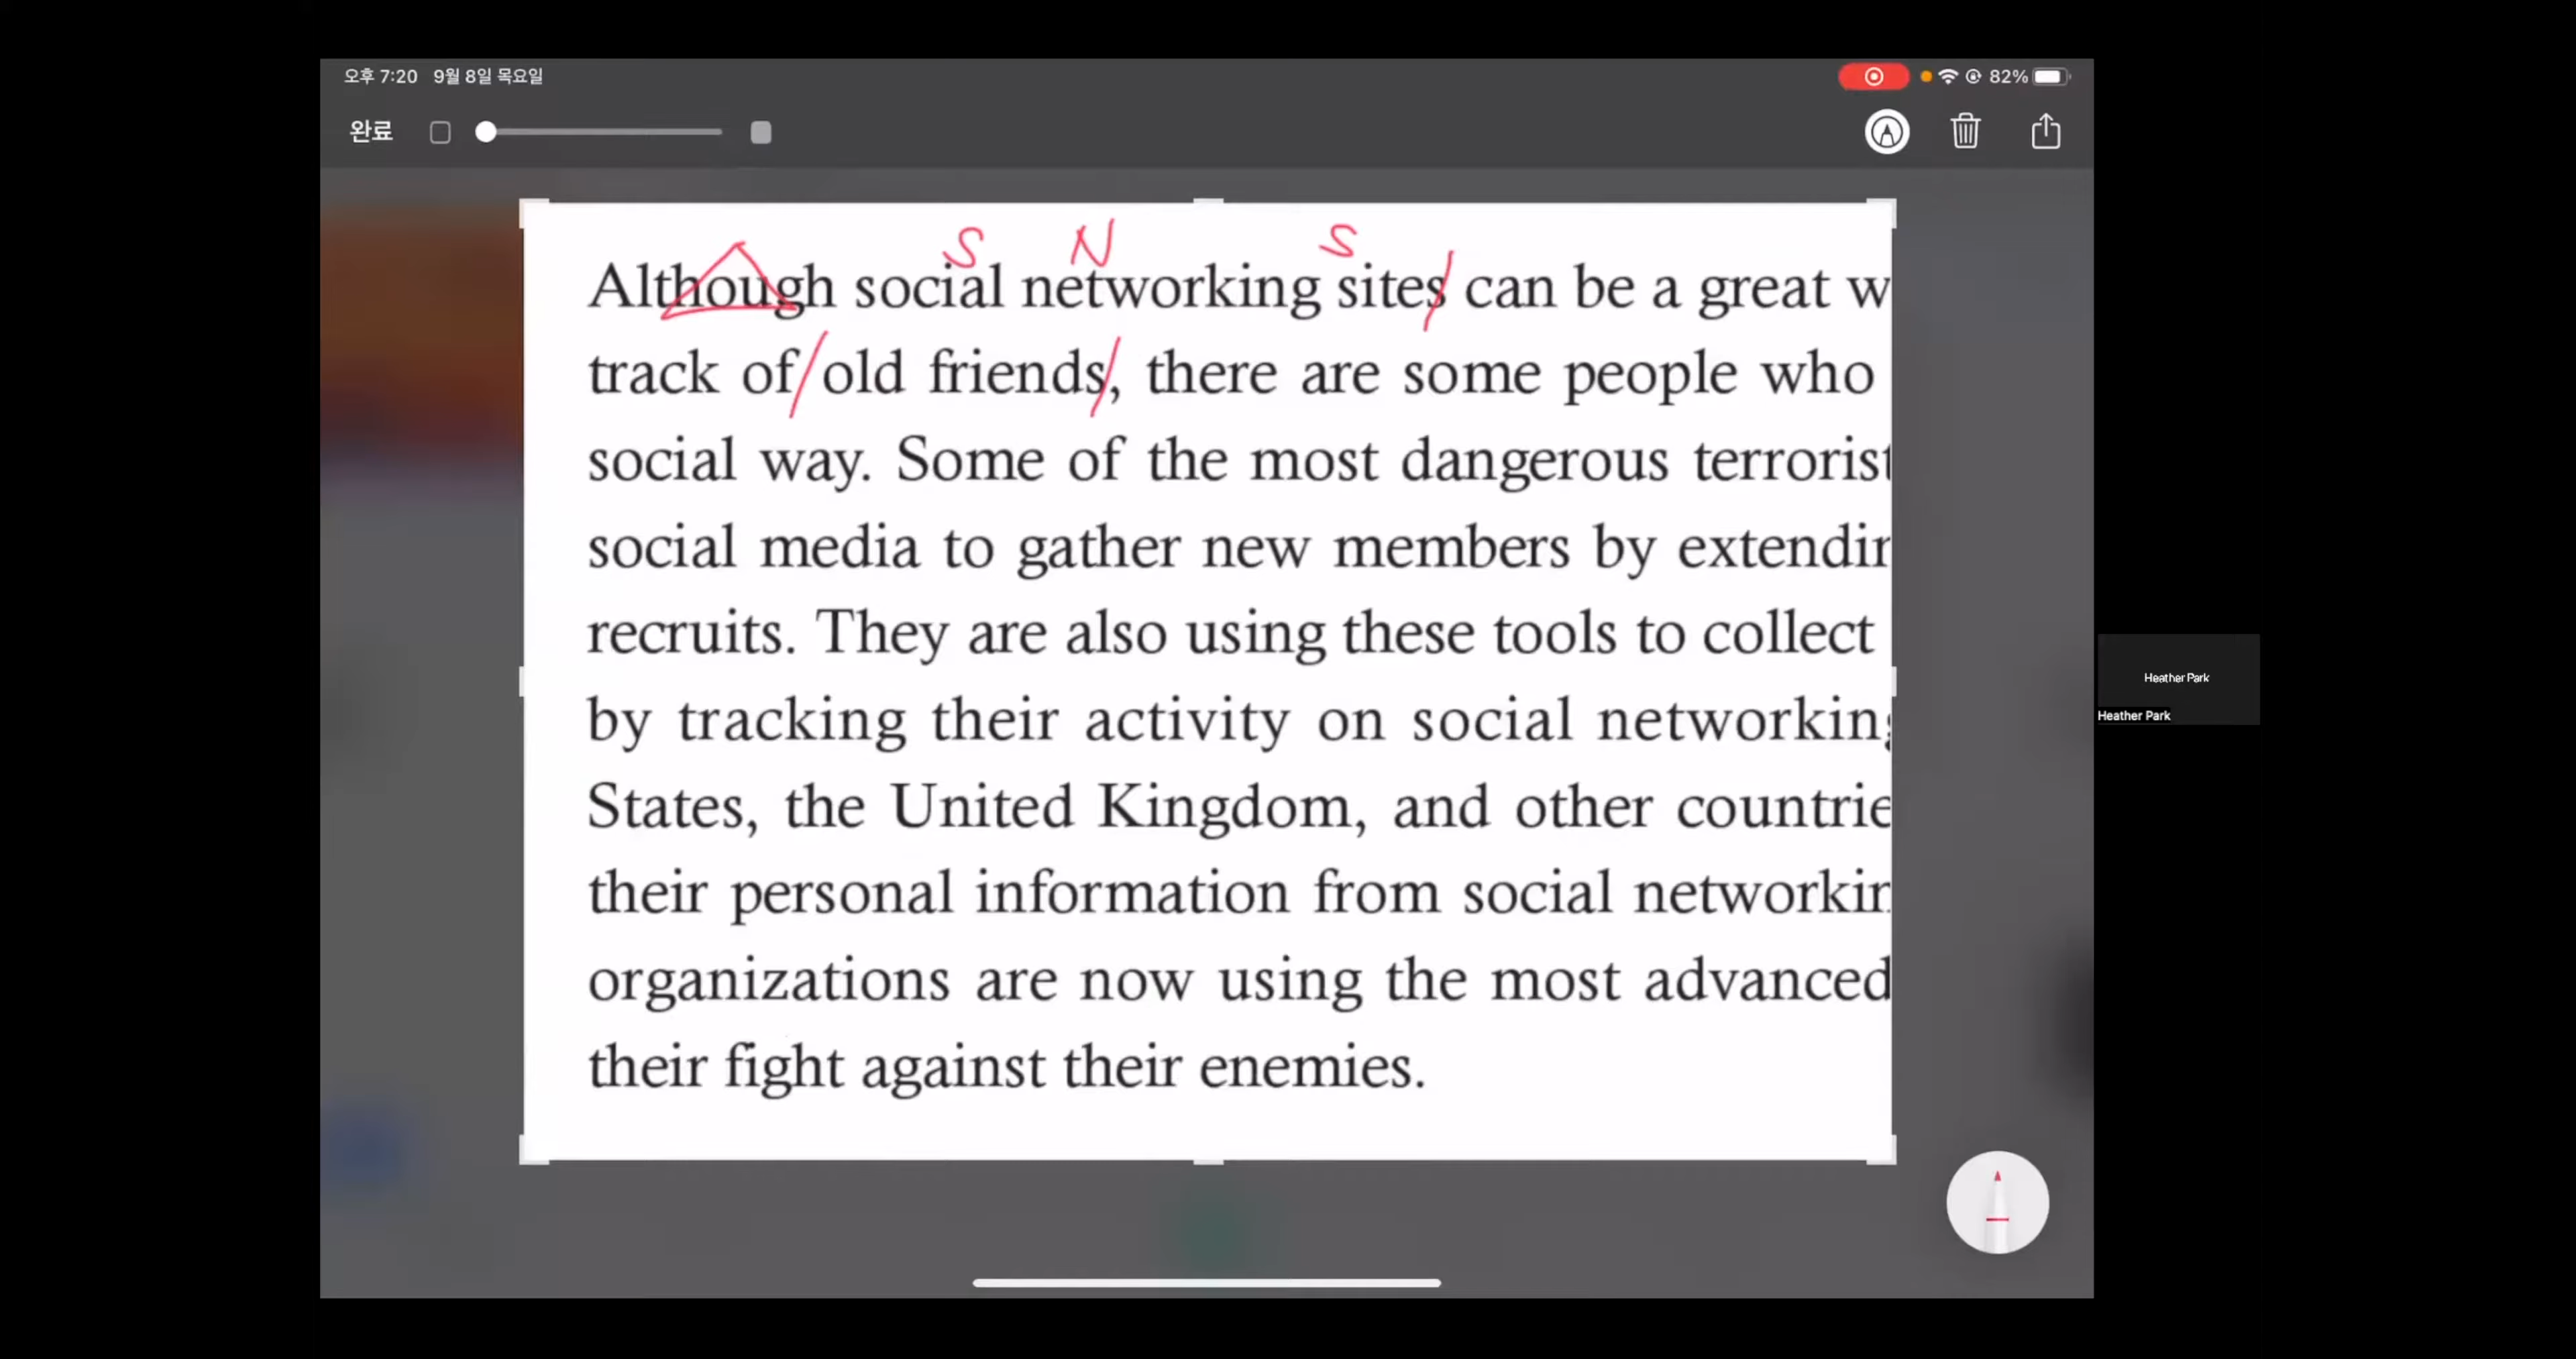 오후 7:20 9월 8일 목요일
82%
완료
S N S
Although social networking sites can be a great w
track of old friends, there are some people who
social way. Some of the most dangerous terrorist
social media to gather new members by extendin
recruits. They are also using these tools to collect
by tracking their activity on social networking
States, the United Kingdom, and other countrie
their personal information from social networkin
organizations are now using the most advanced
their fight against their enemies.
Heather Park
Heather Park